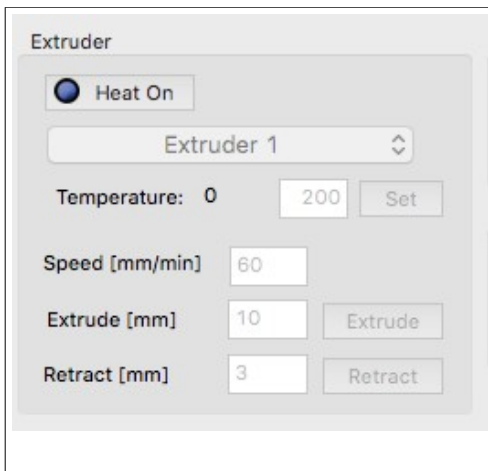 Extruder
Heat On
Extruder 1
Temperature: 0 200 Set
Speed [mm/min] 60
Extrude [mm] 10 Extrude
Retract [mm] 3 Retract